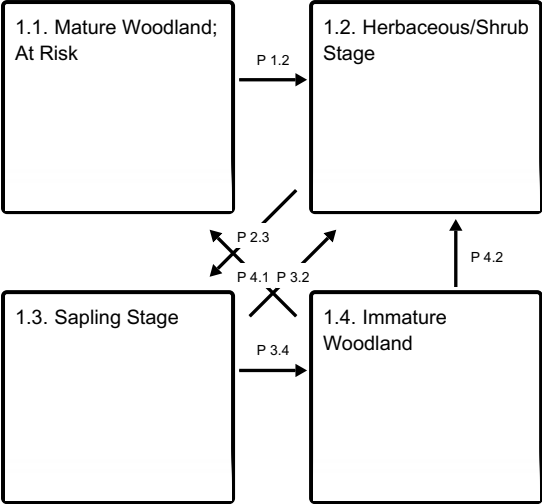 1.1. Mature Woodland;
At Risk
P 1.2
1.2. Herbaceous/Shrub
Stage
P 2.3
P 4.1 P 3.2
P 4.2
1.3. Sapling Stage
P 3.4
1.4. Immature
Woodland